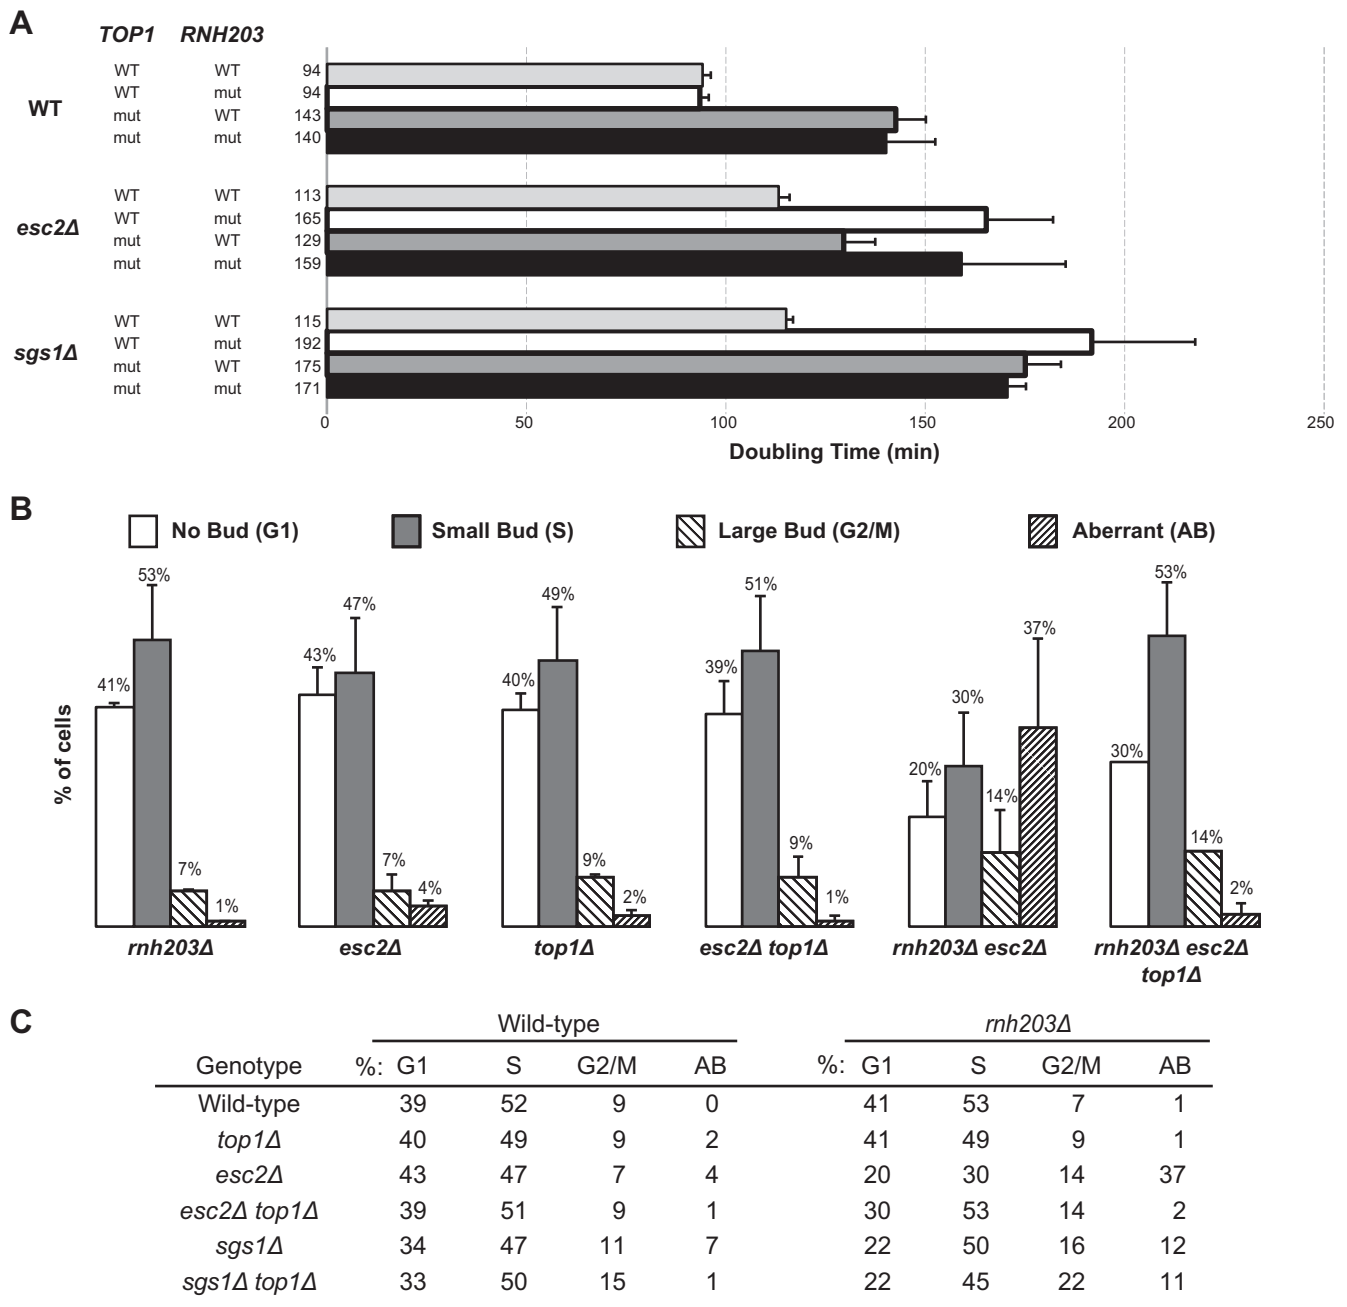 A
TOP1 RNH203
WT
WT WT 94
WT mut 94
mut WT 143
mut mut 140
esc2Δ
WT WT 113
WT mut 165
mut WT 129
mut mut 159
sgs1Δ
WT WT 115
WT mut 192
mut WT 175
mut mut 171
0 50 100 150 200 250
Doubling Time (min)
B
No Bud (G1) Small Bud (S) Large Bud (G2/M) Aberrant (AB)
% of cells
41% 53% 7% 1%
43% 47% 7% 4%
40% 49% 9% 2%
39% 51% 9% 1%
20% 30% 14% 37%
30% 53% 14% 2%
rnh203Δ esc2Δ top1Δ esc2Δ top1Δ rnh203Δ esc2Δ rnh203Δ esc2Δ
top1Δ
C
Wild-type rnh203Δ
Genotype %: G1 S G2/M AB %: G1 S G2/M AB
Wild-type 39 52 9 0 41 53 7 1
top1Δ 40 49 9 2 41 49 9 1
esc2Δ 43 47 7 4 20 30 14 37
esc2Δ top1Δ 39 51 9 1 30 53 14 2
sgs1Δ 34 47 11 7 22 50 16 12
sgs1Δ top1Δ 33 50 15 1 22 45 22 11